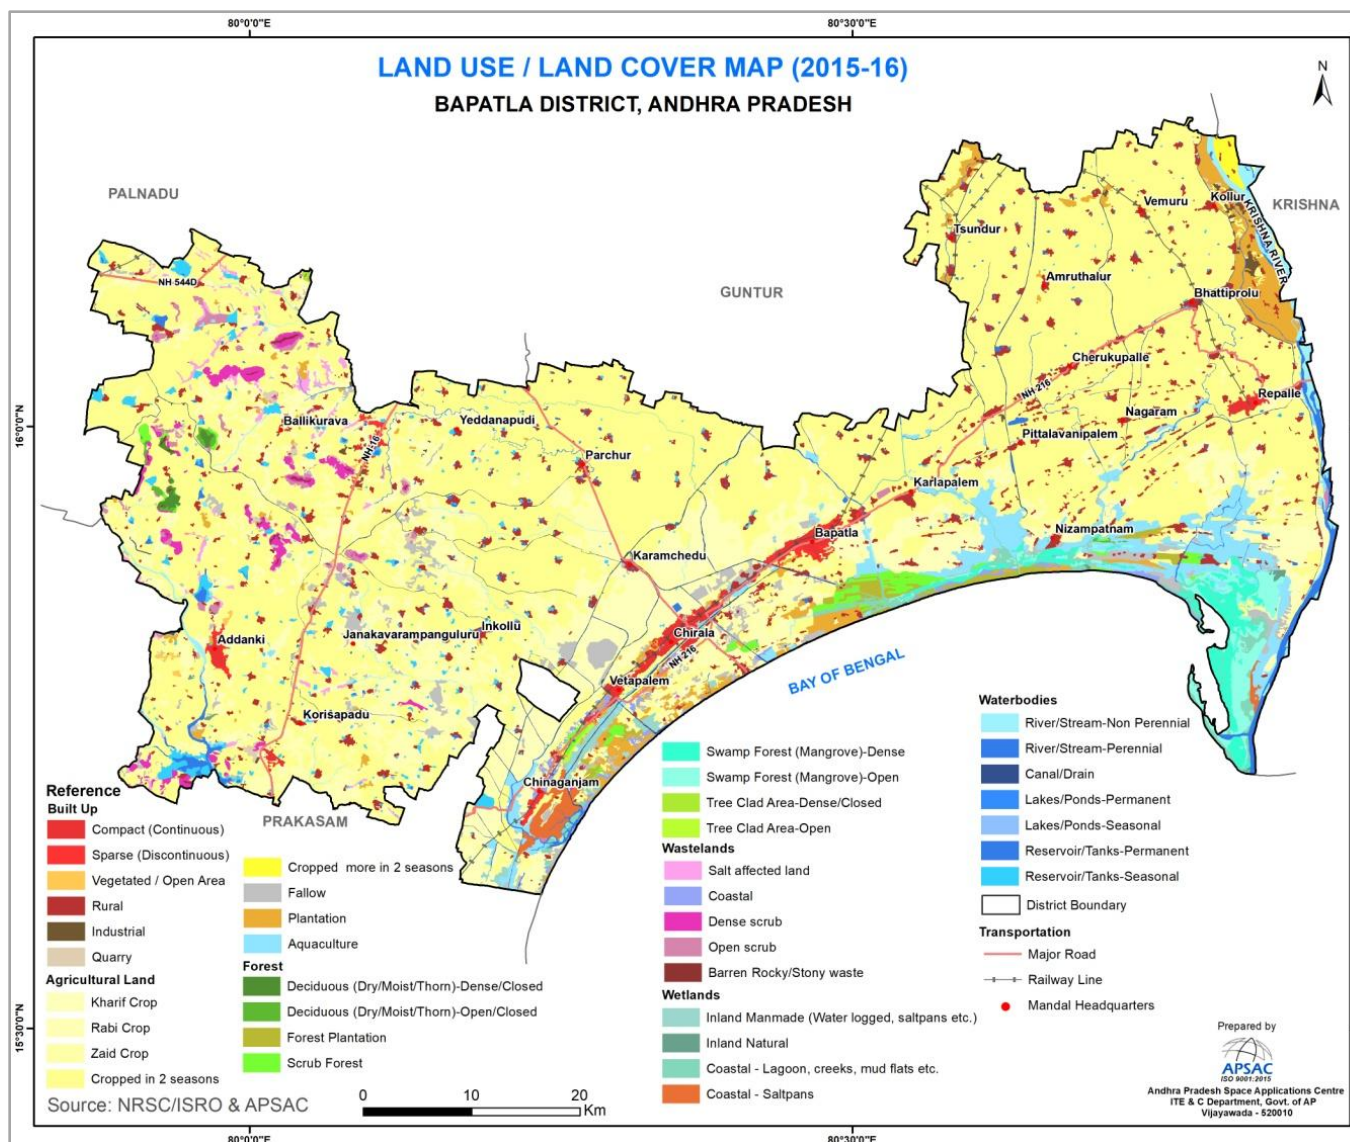 80°0'0"E
80°30'0"E
LAND USE / LAND COVER MAP (2015-16)
BAPATLA DISTRICT, ANDHRA PRADESH
N
PALNADU
KRISHNA
GUNTUR
PRAKASAM
BAY OF BENGAL
KRISHNA RIVER
16°0'0"N
15°30'0"N
NH 544D
NH 16
NH 216
NH 216
Kollur
Vemuru
Tsundur
Amruthalur
Bhattiprolu
Cherukupalle
Repalle
Nagaram
Pittalavanipalem
Ballikurava
Yeddanapudi
Parchur
Karlapalem
Bapatla
Nizampatnam
Karamchedu
Chirala
Addanki
Janakavarampanguluru
Inkollu
Vetapalem
Korisapadu
Chinaganjam
Reference
Built Up
Compact (Continuous)
Sparse (Discontinuous)
Vegetated / Open Area
Rural
Industrial
Quarry
Agricultural Land
Kharif Crop
Rabi Crop
Zaid Crop
Cropped in 2 seasons
Cropped more in 2 seasons
Fallow
Plantation
Aquaculture
Forest
Deciduous (Dry/Moist/Thorn)-Dense/Closed
Deciduous (Dry/Moist/Thorn)-Open/Closed
Forest Plantation
Scrub Forest
Swamp Forest (Mangrove)-Dense
Swamp Forest (Mangrove)-Open
Tree Clad Area-Dense/Closed
Tree Clad Area-Open
Wastelands
Salt affected land
Coastal
Dense scrub
Open scrub
Barren Rocky/Stony waste
Wetlands
Inland Manmade (Water logged, saltpans etc.)
Inland Natural
Coastal - Lagoon, creeks, mud flats etc.
Coastal - Saltpans
Waterbodies
River/Stream-Non Perennial
River/Stream-Perennial
Canal/Drain
Lakes/Ponds-Permanent
Lakes/Ponds-Seasonal
Reservoir/Tanks-Permanent
Reservoir/Tanks-Seasonal
District Boundary
Transportation
Major Road
Railway Line
Mandal Headquarters
Source: NRSC/ISRO & APSAC
0 10 20
Km
Prepared by
APSAC
ISO 9001:2015
Andhra Pradesh Space Applications Centre
ITE & C Department, Govt. of AP
Vijayawada - 520010
80°0'0"E
80°30'0"E